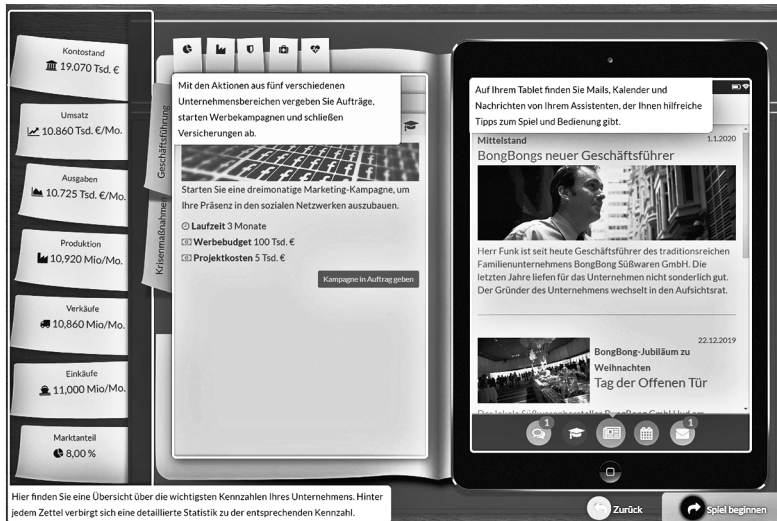 Kontostand
19.070 Tsd. €
Umsatz
10.860 Tsd. €/Mo.
Ausgaben
10.725 Tsd. €/Mo.
Produktion
10,920 Mio/Mo.
Verkäufe
10,860 Mio/Mo.
Einkäufe
11,000 Mio/Mo.
Marktanteil
8,00 %
Hier finden Sie eine Übersicht über die wichtigsten Kennzahlen Ihres Unternehmens. Hinter
jedem Zettel verbirgt sich eine detaillierte Statistik zu der entsprechenden Kennzahl.
Geschäftsführung
Krisenmaßnahmen
Mit den Aktionen aus fünf verschiedenen
Unternehmensbereichen vergeben Sie Aufträge,
starten Werbekampagnen und schließen
Versicherungen ab.
Starten Sie eine dreimonatige Marketing-Kampagne, um
Ihre Präsenz in den sozialen Netzwerken auszubauen.
Laufzeit 3 Monate
Werbebudget 100 Tsd. €
Projektkosten 5 Tsd. €
Kampagne in Auftrag geben
Auf Ihrem Tablet finden Sie Mails, Kalender und
Nachrichten von Ihrem Assistenten, der Ihnen hilfreiche
Tipps zum Spiel und Bedienung gibt.
Mittelstand 1.1.2020
BongBongs neuer Geschäftsführer
Herr Funk ist seit heute Geschäftsführer des traditionsreichen
Familienunternehmens BongBong Süßwaren GmbH. Die
letzten Jahre liefen für das Unternehmen nicht sonderlich gut.
Der Gründer des Unternehmens wechselt in den Aufsichtsrat.
22.12.2019
BongBong-Jubiläum zu
Weihnachten
Tag der Offenen Tür
1 1
Zurück
Spiel beginnen